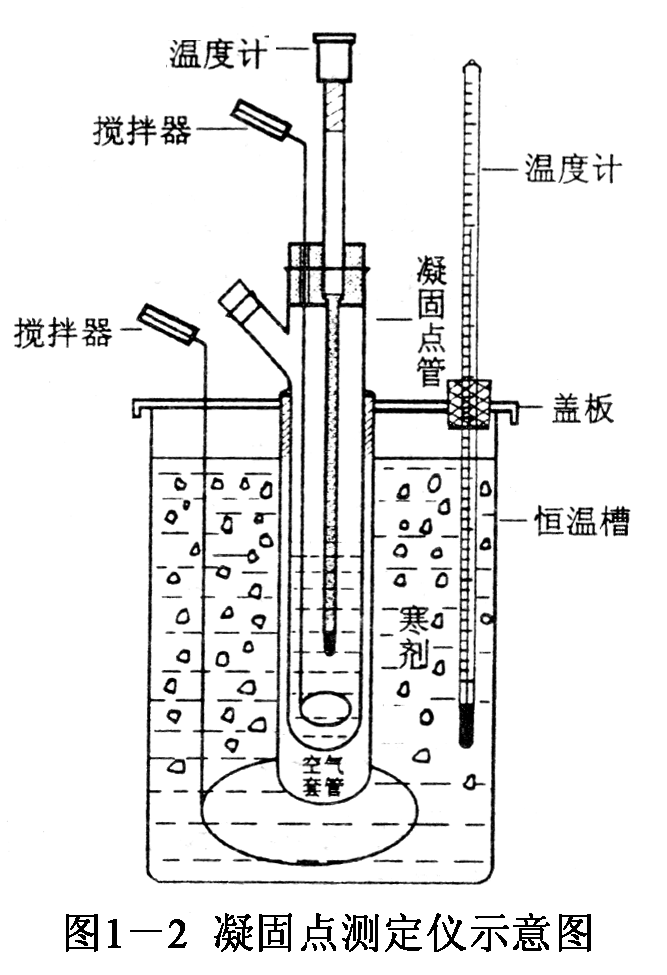 温度计
搅拌器
温度计
凝固点管
搅拌器
盖板
恒温槽
寒剂
空气
套管
图1－2 凝固点测定仪示意图